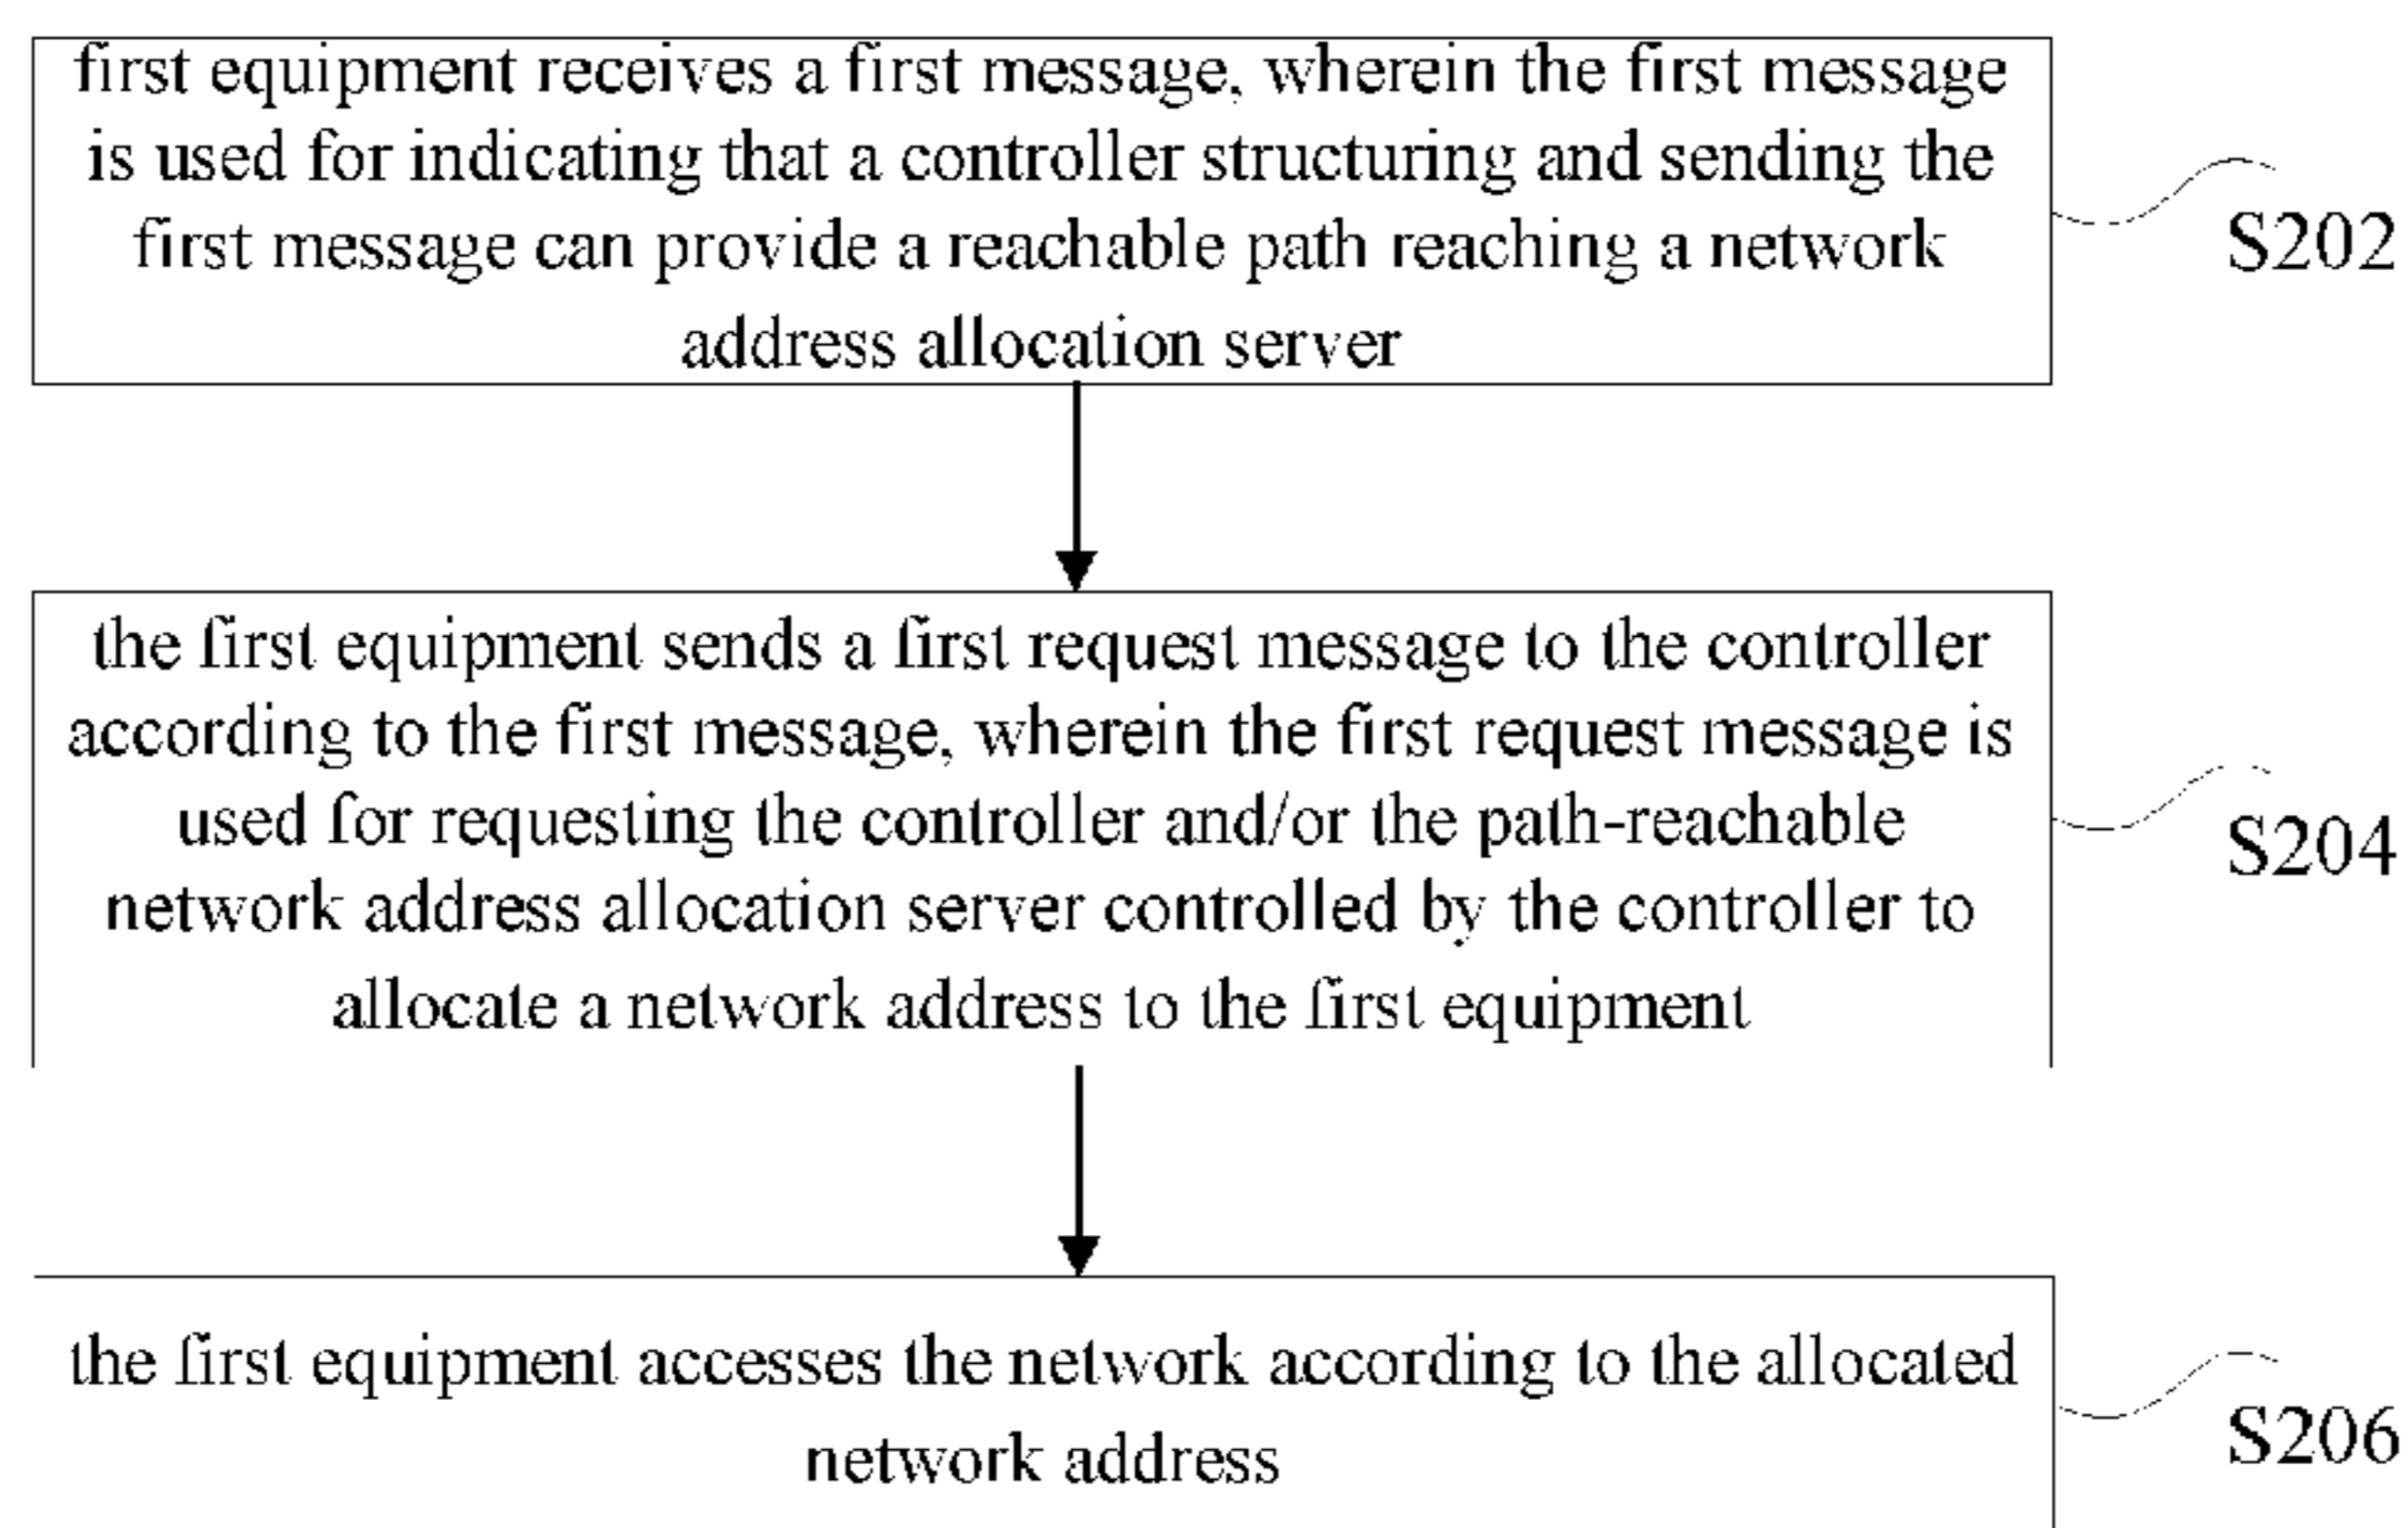 first equipment receives a first message, wherein the first message
is used for indicating that a controller structuring and sending the
first message can provide a reachable path reaching a network
address allocation server
S202
the first equipment sends a first request message to the controller
according to the first message, wherein the first request message is
used for requesting the controller and/or the path-reachable
network address allocation server controlled by the controller to
allocate a network address to the first equipment
S204
the first equipment accesses the network according to the allocated
network address
S206